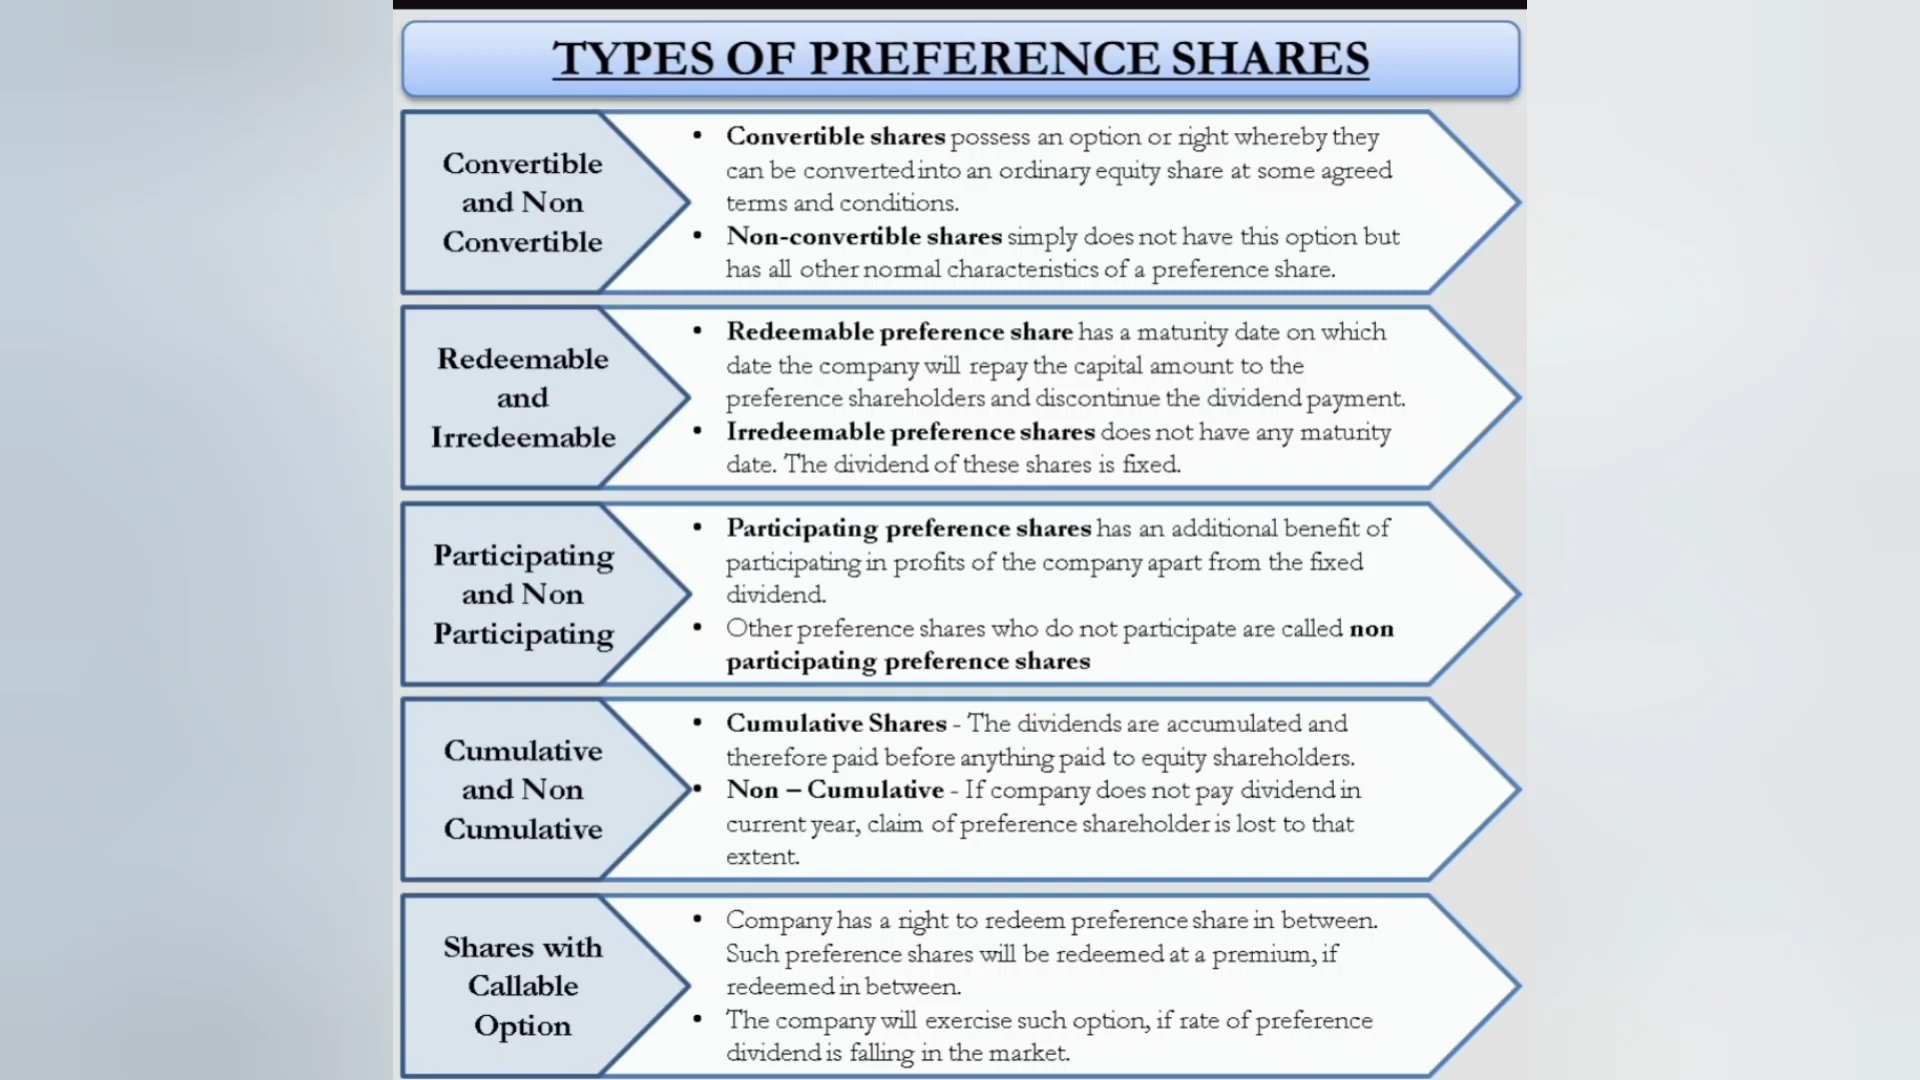 TYPES OF PREFERENCE SHARES
Convertible
and Non
Convertible
• Convertible shares possess an option or right whereby they
can be converted into an ordinary equity share at some agreed
terms and conditions.
• Non-convertible shares simply does not have this option but
has all other normal characteristics of a preference share.
Redeemable
and
Irredeemable
• Redeemable preference share has a maturity date on which
date the company will repay the capital amount to the
preference shareholders and discontinue the dividend payment.
• Irredeemable preference shares does not have any maturity
date. The dividend of these shares is fixed.
Participating
and Non
Participating
• Participating preference shares has an additional benefit of
participating in profits of the company apart from the fixed
dividend.
• Other preference shares who do not participate are called non
participating preference shares
Cumulative
and Non
Cumulative
• Cumulative Shares - The dividends are accumulated and
therefore paid before anything paid to equity shareholders.
• Non – Cumulative - If company does not pay dividend in
current year, claim of preference shareholder is lost to that
extent.
Shares with
Callable
Option
• Company has a right to redeem preference share in between.
Such preference shares will be redeemed at a premium, if
redeemed in between.
• The company will exercise such option, if rate of preference
dividend is falling in the market.